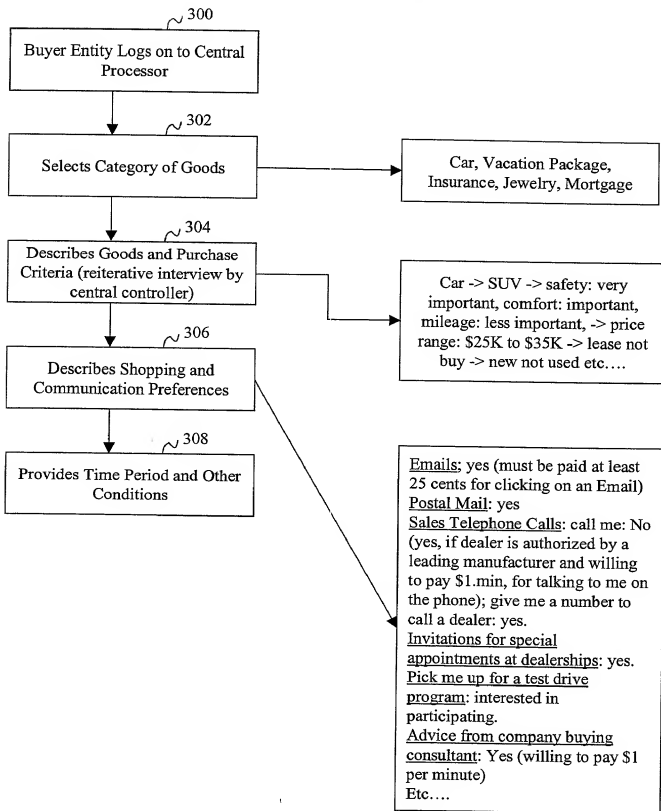 300
Buyer Entity Logs on to Central
Processor
302
Selects Category of Goods
Car, Vacation Package,
Insurance, Jewelry, Mortgage
304
Describes Goods and Purchase
Criteria (reiterative interview by
central controller)
Car -> SUV -> safety: very
important, comfort: important,
mileage: less important, -> price
range: $25K to $35K -> lease not
buy -> new not used etc....
306
Describes Shopping and
Communication Preferences
308
Provides Time Period and Other
Conditions
Emails; yes (must be paid at least
25 cents for clicking on an Email)
Postal Mail: yes
Sales Telephone Calls: call me: No
(yes, if dealer is authorized by a
leading manufacturer and willing
to pay $1.min, for talking to me on
the phone); give me a number to
call a dealer: yes.
Invitations for special
appointments at dealerships: yes.
Pick me up for a test drive
program: interested in
participating.
Advice from company buying
consultant: Yes (willing to pay $1
per minute)
Etc....